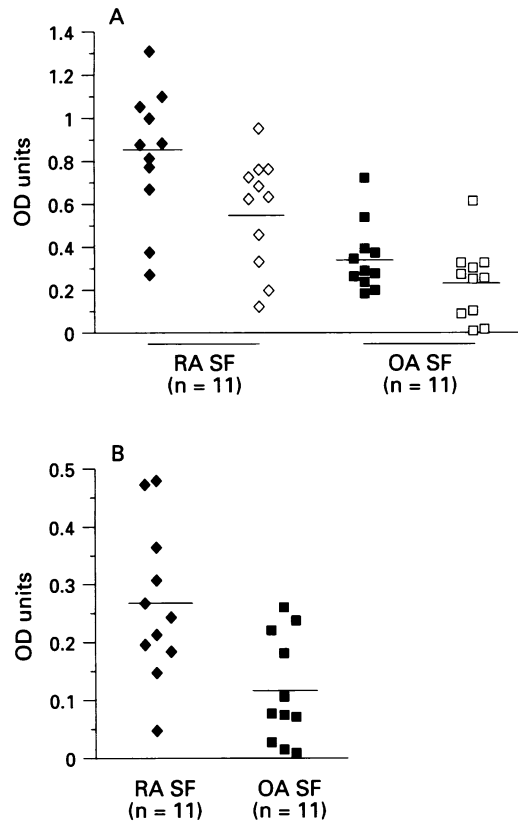 A
1.4
1.2
1
0.8
0.6
0.4
0.2
0
OD units
RA SF OA SF
(n = 11) (n = 11)
B
0.5
0.4
0.3
0.2
0.1
0
OD units
RA SF OA SF
(n = 11) (n = 11)